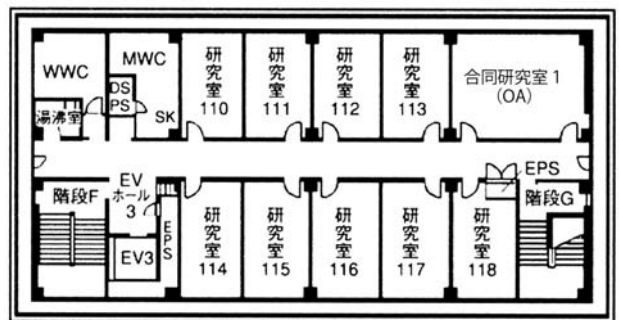 WWC
MWC
DS
PS
SK
湯沸室
研究室
110
研究室
111
研究室
112
研究室
113
合同研究室1
(OA)
階段F
EV
ホール
3
EPS
EV3
研究室
114
研究室
115
研究室
116
研究室
117
研究室
118
EPS
階段G